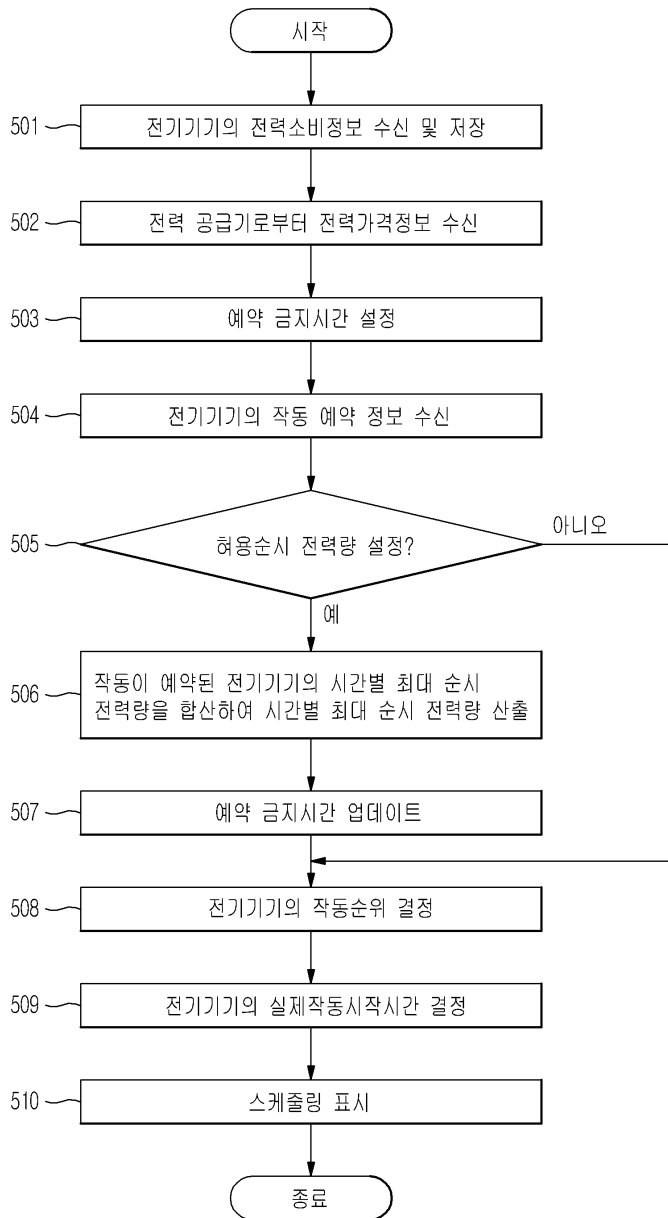 시작
501
전기기기의 전력소비정보 수신 및 저장
502
전력 공급기로부터 전력가격정보 수신
503
예약 금지시간 설정
504
전기기기의 작동 예약 정보 수신
505
허용순시 전력량 설정?
아니오
예
506
작동이 예약된 전기기기의 시간별 최대 순시
전력량을 합산하여 시간별 최대 순시 전력량 산출
507
예약 금지시간 업데이트
508
전기기기의 작동순위 결정
509
전기기기의 실제작동시작시간 결정
510
스케줄링 표시
종료